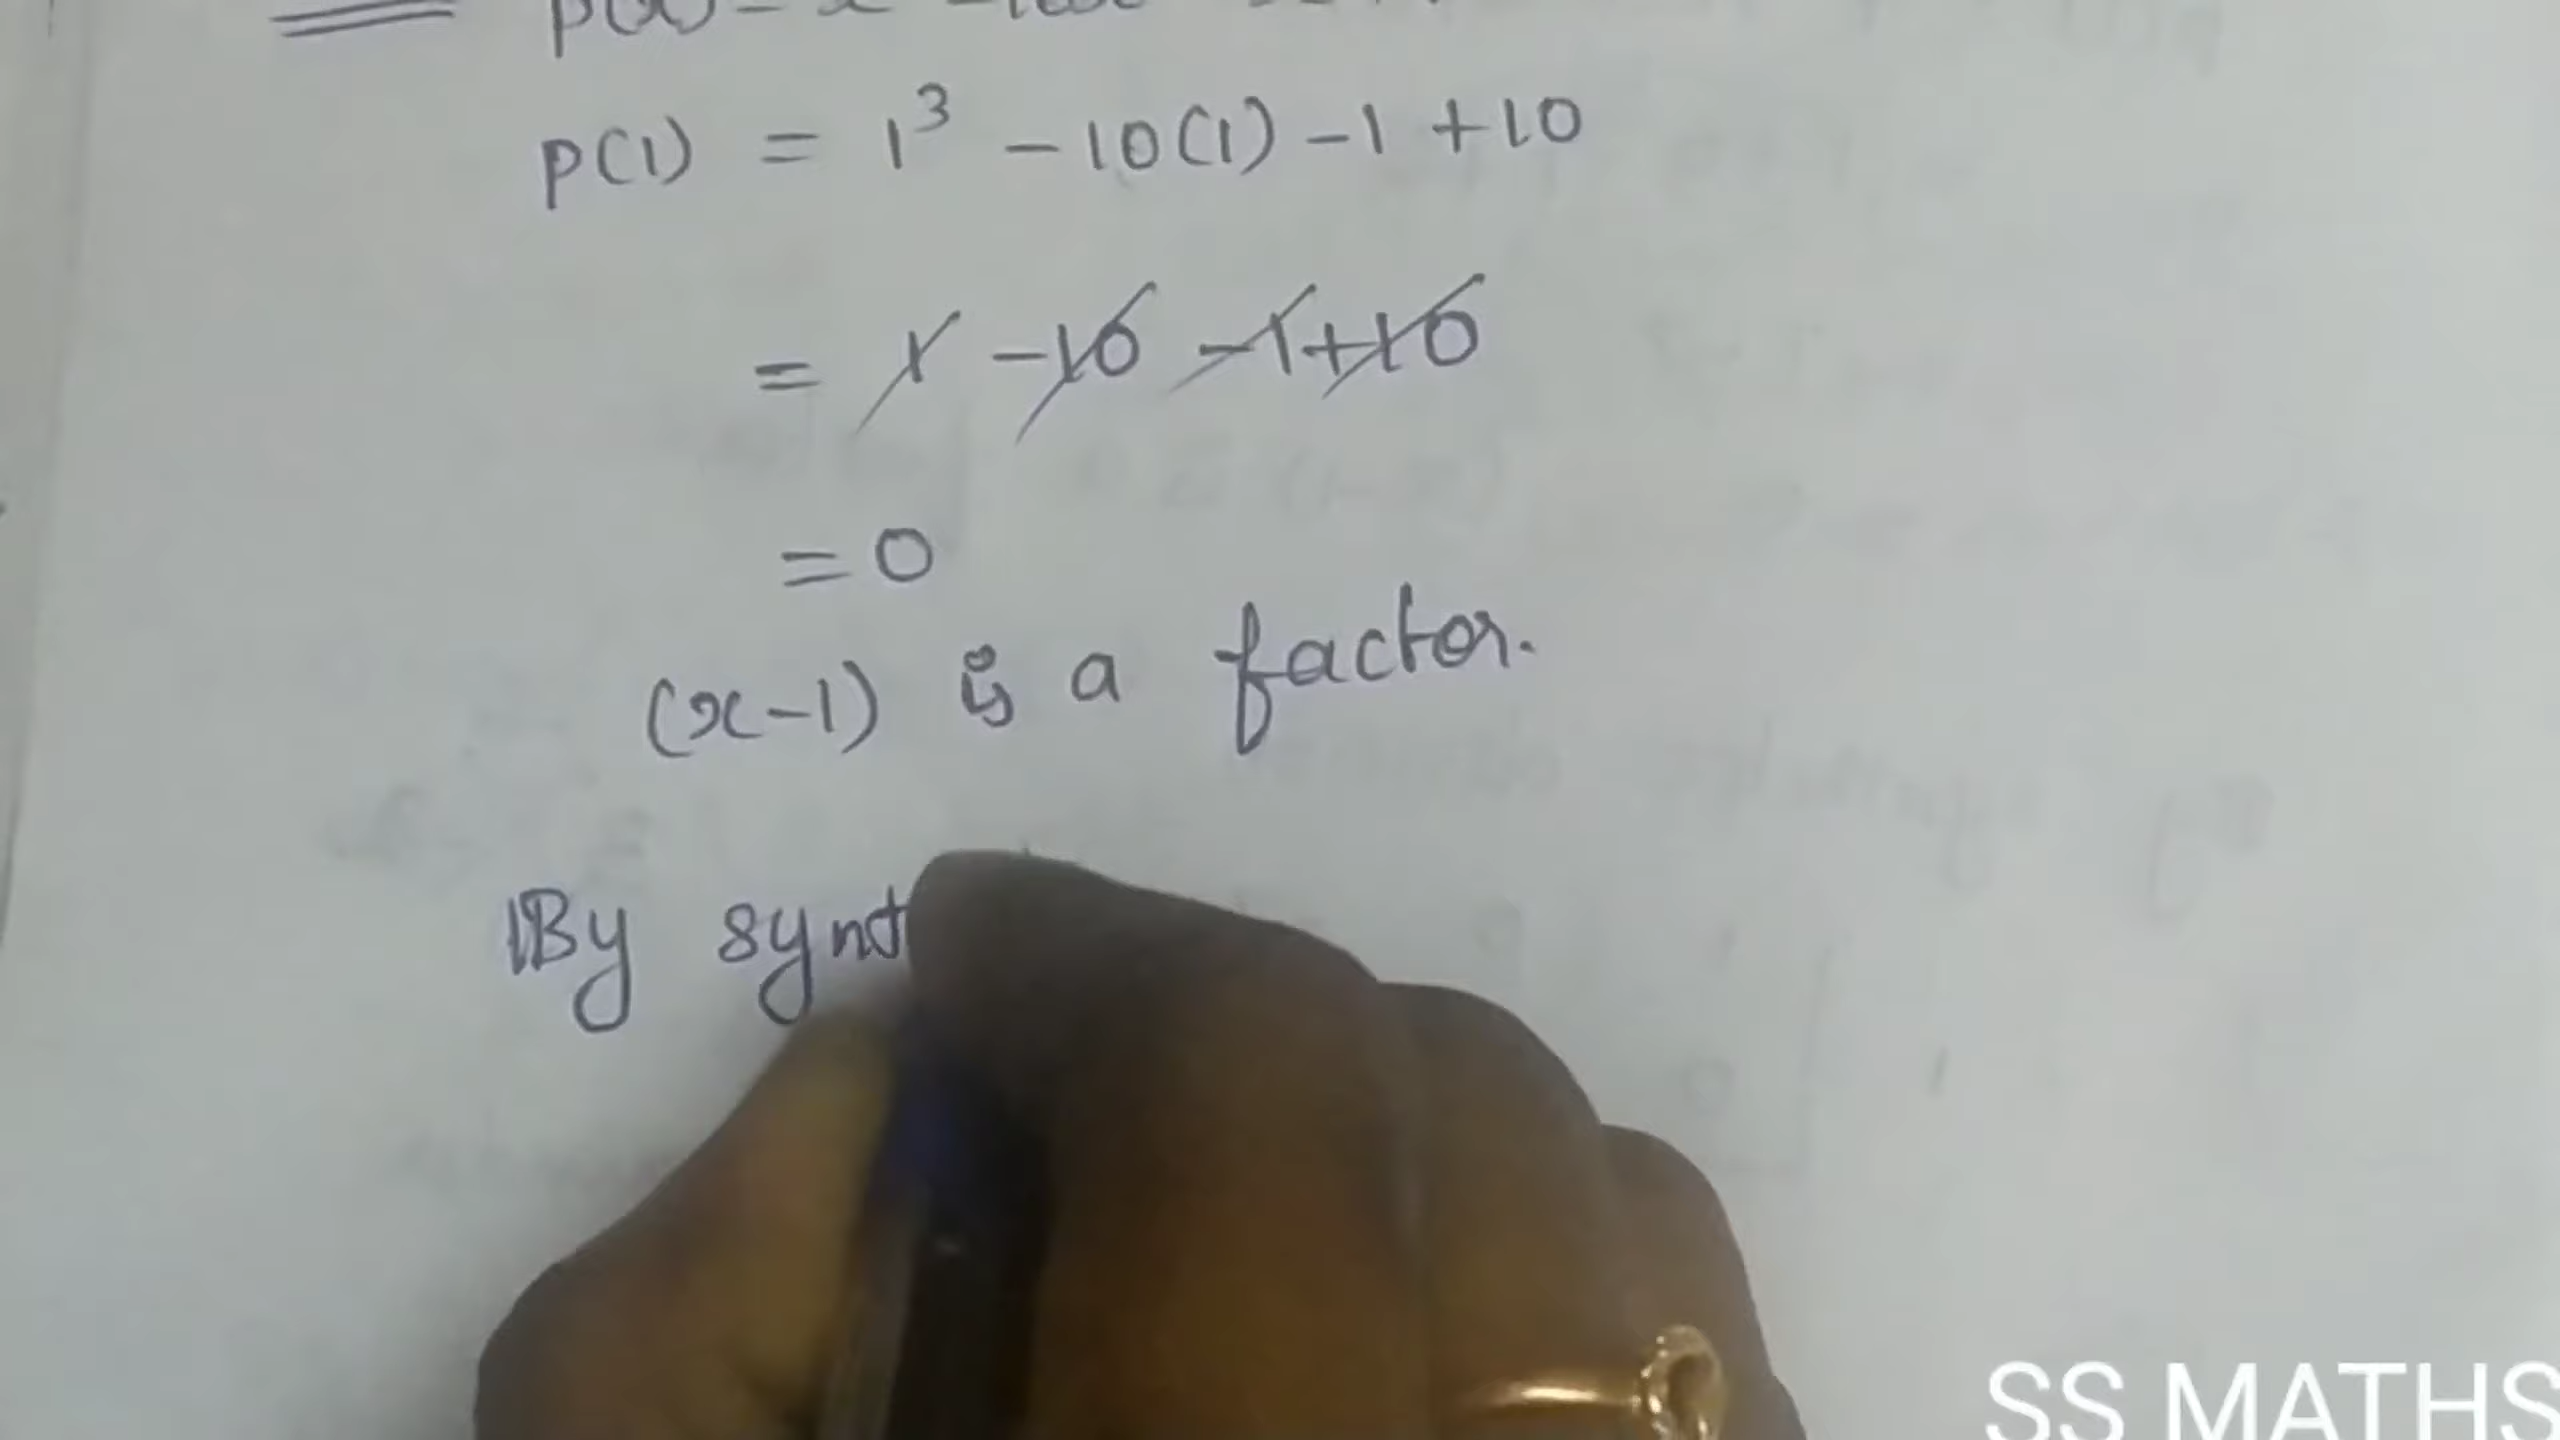 P(1) = 1³ - 10(1) - 1 + 10
= 1 - 10 - 1 + 10
= 0
(x-1) is a factor.
By synt
SS MATHS